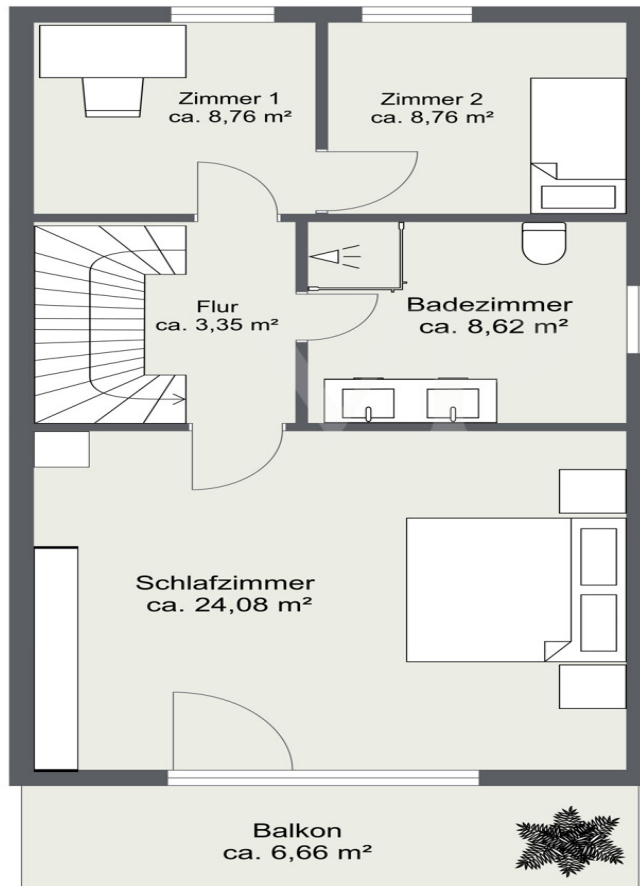 Zimmer 1
ca. 8,76 m²
Zimmer 2
ca. 8,76 m²
Flur
ca. 3,35 m²
Badezimmer
ca. 8,62 m²
Schlafzimmer
ca. 24,08 m²
Balkon
ca. 6,66 m²